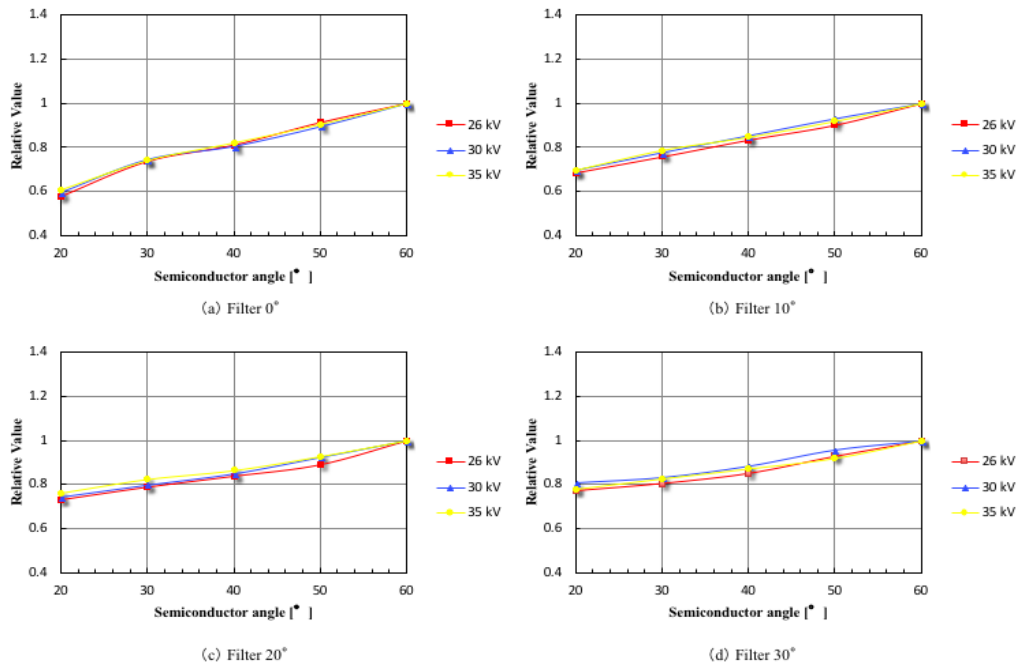 1.4
1.2
1
0.8
0.6
0.4
Relative Value
20 30 40 50 60
Semiconductor angle [° ]
26 kV
30 kV
35 kV
(a) Filter 0°
1.4
1.2
1
0.8
0.6
0.4
Relative Value
20 30 40 50 60
Semiconductor angle [° ]
26 kV
30 kV
35 kV
(b) Filter 10°
1.4
1.2
1
0.8
0.6
0.4
Relative Value
20 30 40 50 60
Semiconductor angle [° ]
26 kV
30 kV
35 kV
(c) Filter 20°
1.4
1.2
1
0.8
0.6
0.4
Relative Value
20 30 40 50 60
Semiconductor angle [° ]
26 kV
30 kV
35 kV
(d) Filter 30°